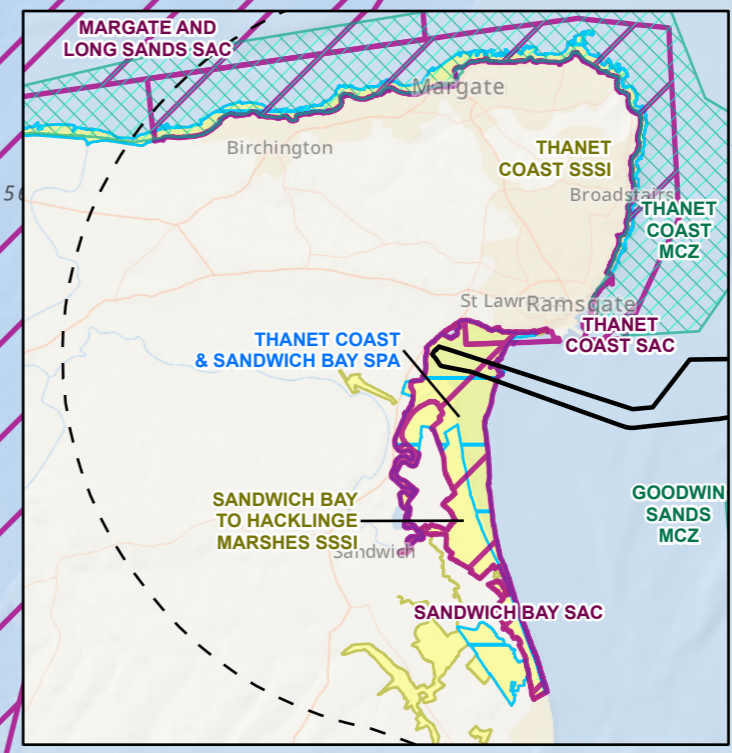 MARGATE AND
LONG SANDS SAC
Margate
Birchington
THANET
COAST SSSI
Broadstairs
THANET
COAST
MCZ
St Lawr
Ramsgate
THANET
COAST SAC
THANET COAST
& SANDWICH BAY SPA
GOODWIN
SANDS
MCZ
SANDWICH BAY
TO HACKLINGE
MARSHES SSSI
Sandwich
SANDWICH BAY SAC